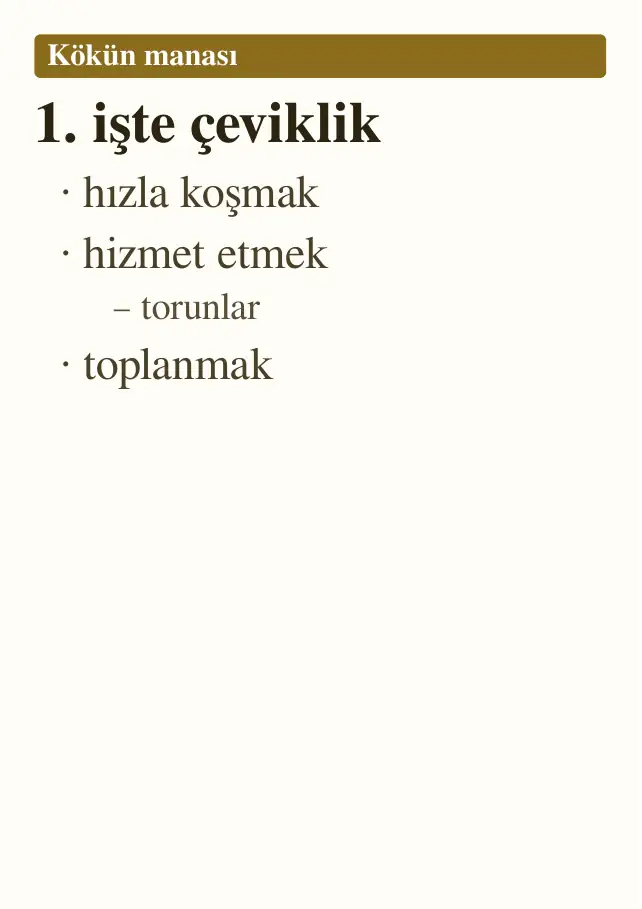 Kökün manası
1. işte çeviklik
· hızla koşmak
· hizmet etmek
– torunlar
· toplanmak